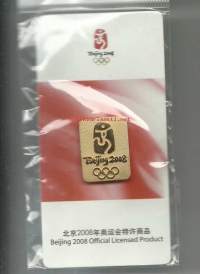 Beijing 2008
Beijing 2008
北京2008年奥运会特许商品
Beijing 2008 Official Licensed Product